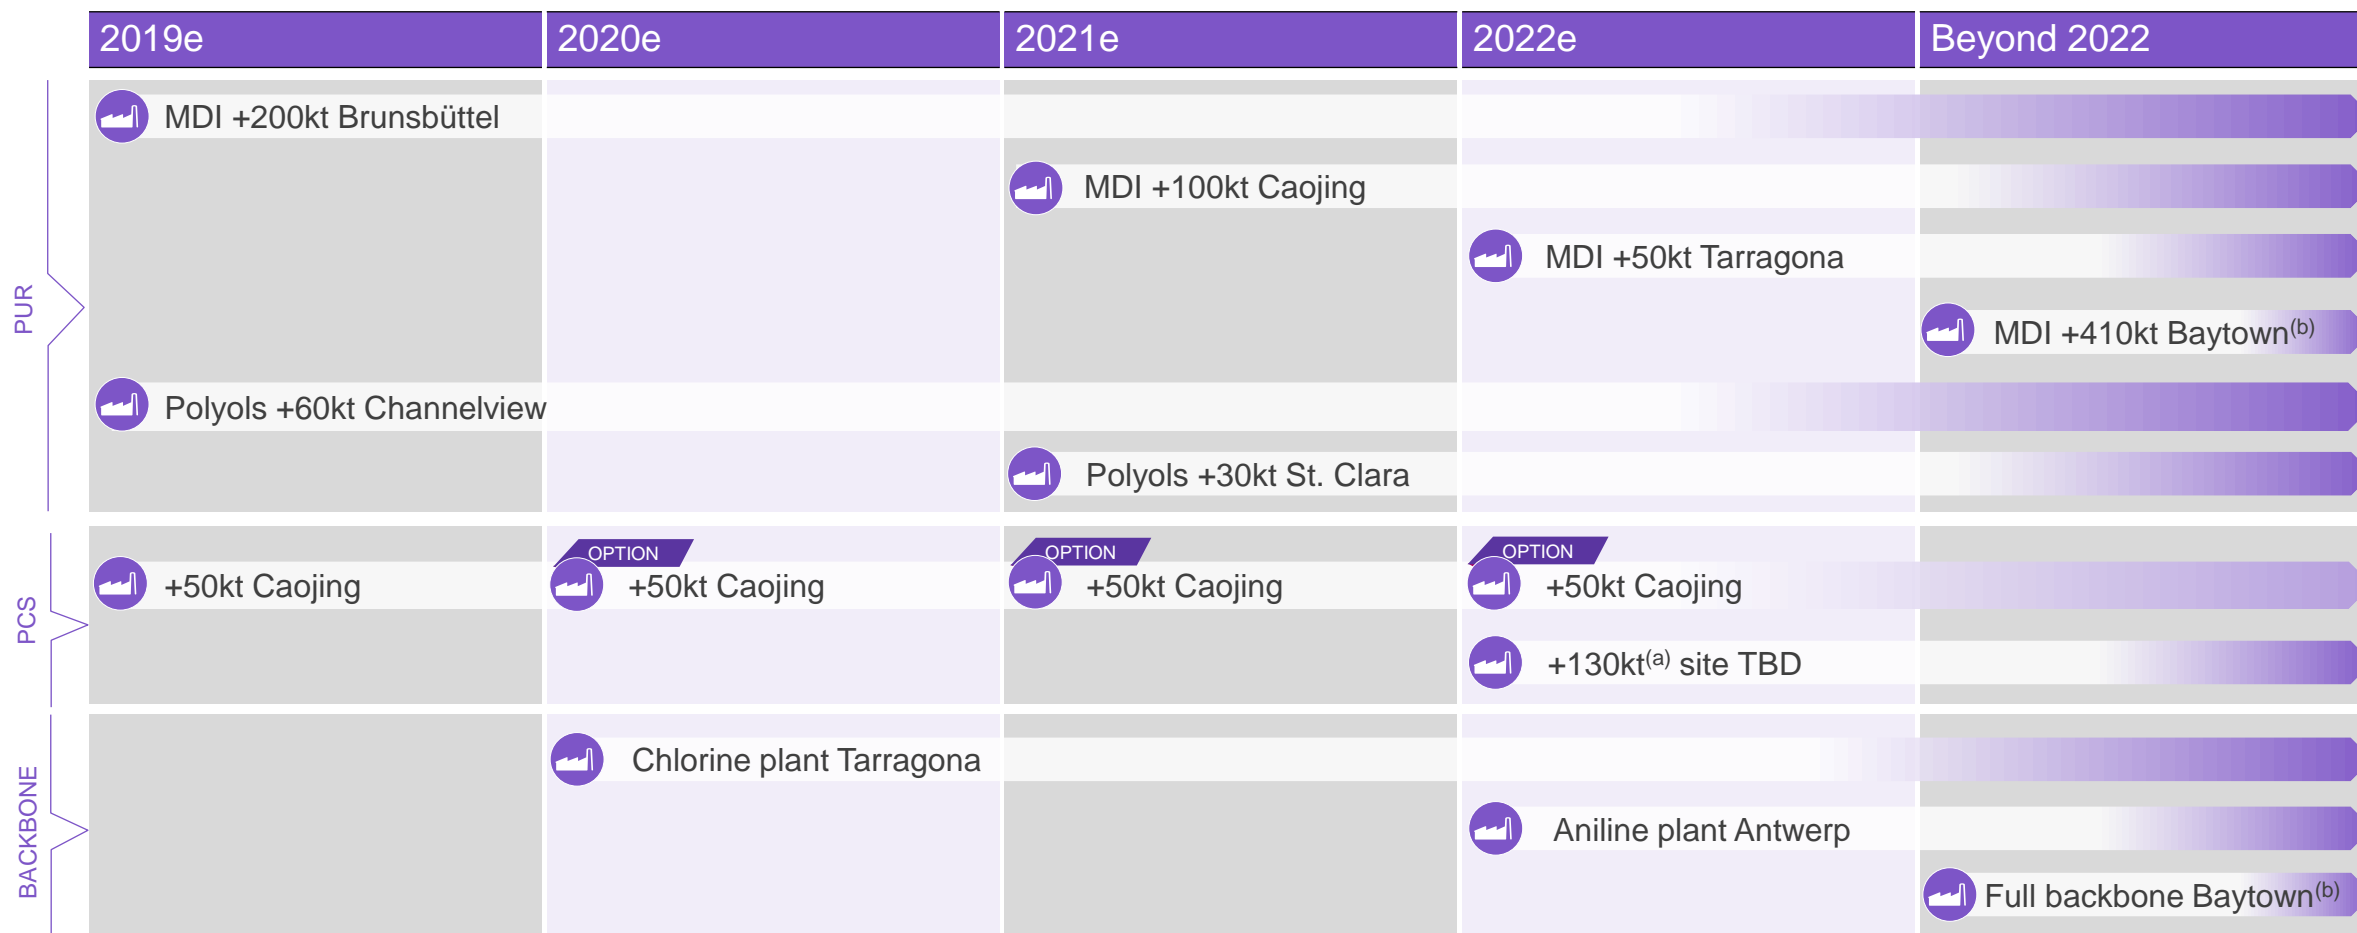 2019e
2020e
2021e
2022e
Beyond 2022
PUR
MDI +200kt Brunsbüttel
MDI +100kt Caojing
MDI +50kt Tarragona
MDI +410kt Baytown(b)
Polyols +60kt Channelview
Polyols +30kt St. Clara
PCS
OPTION
OPTION
OPTION
+50kt Caojing
+50kt Caojing
+50kt Caojing
+50kt Caojing
+130kt(a) site TBD
BACKBONE
Chlorine plant Tarragona
Aniline plant Antwerp
Full backbone Baytown(b)